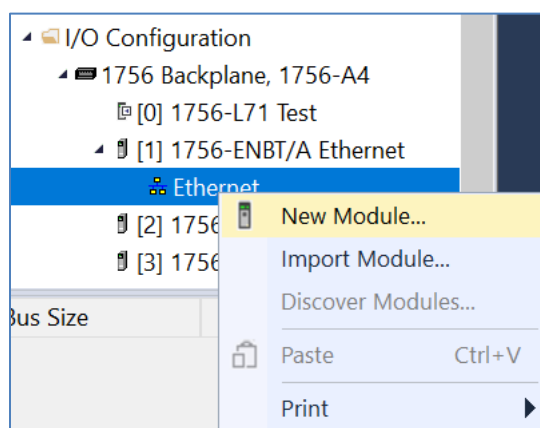 I/O Configuration
1756 Backplane, 1756-A4
[0] 1756-L71 Test
[1] 1756-ENBT/A Ethernet
Ethernet
[2] 1756
[3] 1756
New Module...
Import Module...
Discover Modules...
Paste Ctrl+V
Print
Bus Size